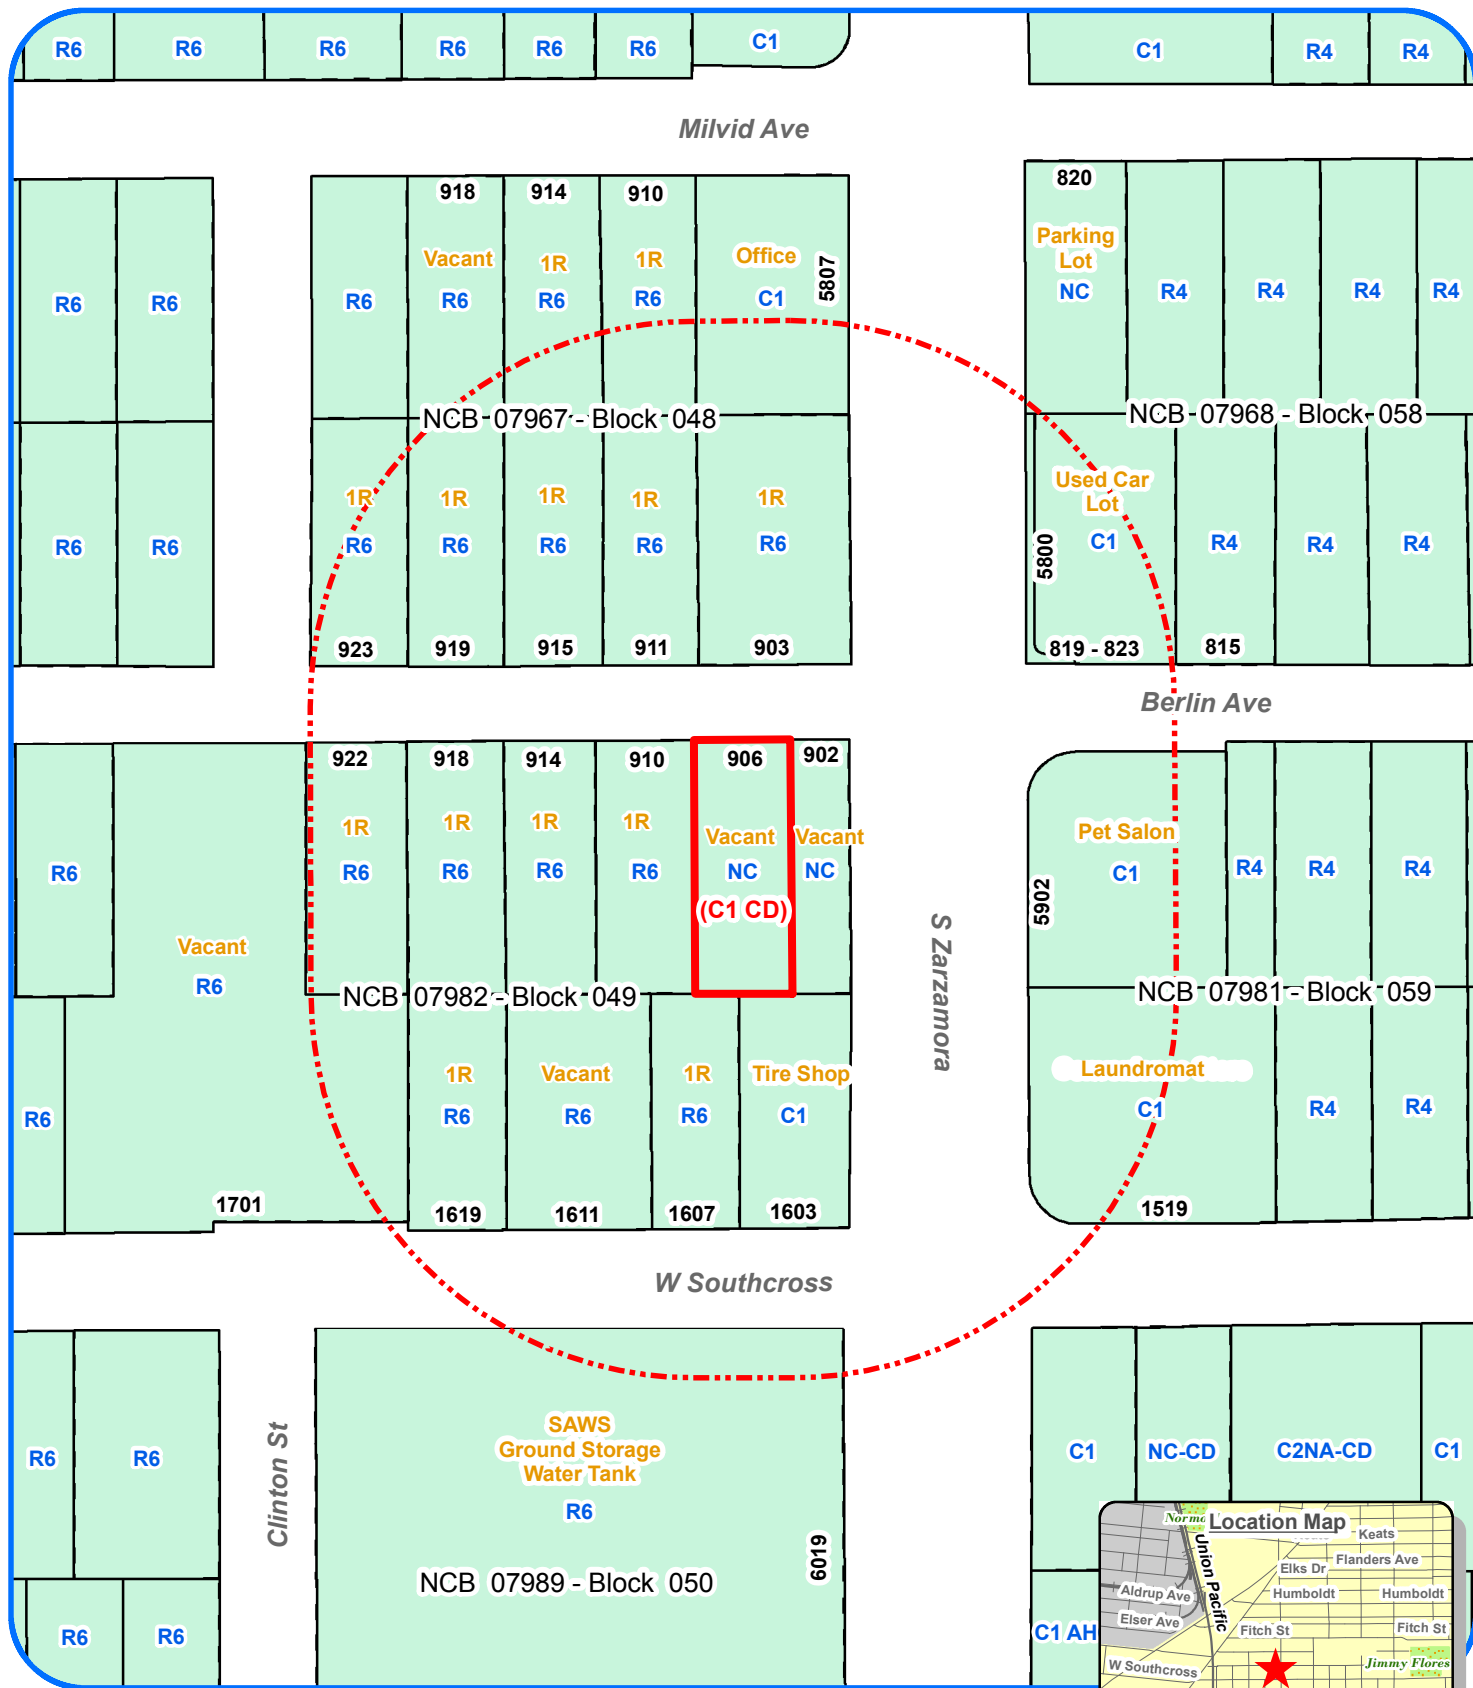 R6 R6 R6 R6 R6 R6 C1 C1 R4 R4
Milvid Ave
918 914 910 820
Vacant 1R 1R Office 5807 Parking
Lot
R6 R6 R6 R6 R6 R6 C1 NC R4 R4 R4 R4
NCB 07967 - Block 048 NCB 07968 - Block 058
1R 1R 1R 1R 1R Used Car
Lot
R6 R6 R6 R6 R6 R6 R6 5800 C1 R4 R4 R4
923 919 915 911 903 819 - 823 815
Berlin Ave
922 918 914 910 906 902
1R 1R 1R 1R Vacant Vacant Pet Salon
R6 R6 R6 R6 R6 NC NC C1 R4 R4 R4
(C1 CD) 5902
Vacant S Zarzamora
R6
NCB 07982 - Block 049 NCB 07981 - Block 059
1R Vacant 1R Tire Shop Laundromat
R6 R6 R6 R6 C1 C1 R4 R4
1701 1619 1611 1607 1603 1519
W Southcross
SAWS
Ground Storage
Water Tank
R6 R6 C1 NC-CD C2NA-CD C1
Clinton St R6
6019
NCB 07989 - Block 050
R6 R6 C1 AH
Location Map
Keats
Union Pacific
Flanders Ave
Elks Dr
Aldrup Ave Humboldt Humboldt
Elser Ave Fitch St Fitch St
W Southcross Jimmy Flores